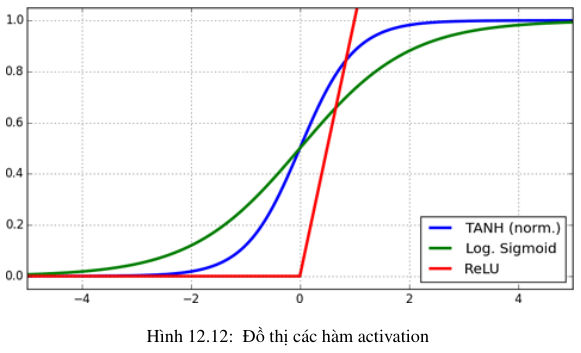 1.0
0.8
0.6
0.4
0.2
0.0
−4
−2
0
2
4
TANH (norm.)
Log. Sigmoid
ReLU
Hình 12.12: Đồ thị các hàm activation